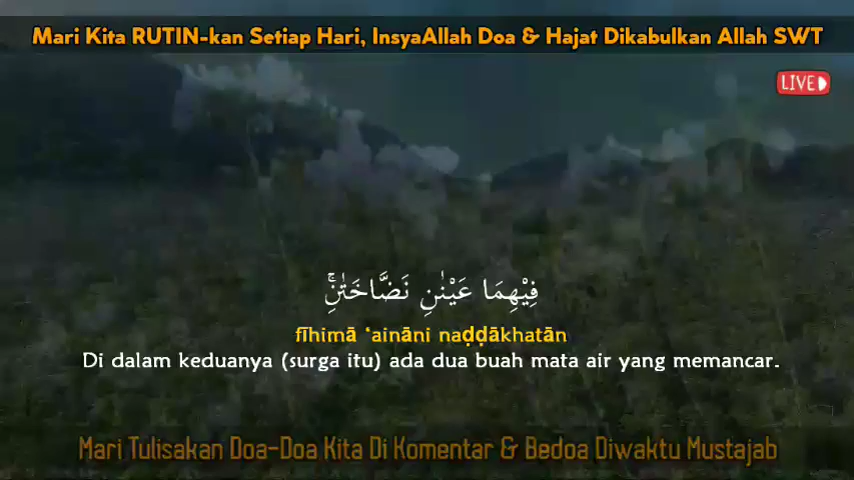 Mari Kita RUTIN-kan Setiap Hari, InsyaAllah Doa & Hajat Dikabulkan Allah SWT
LIVE
فِيْهِمَا عَيْنٰنِ نَضَّاخَتٰنِۚ
fīhimā ‘aināni naḍḍākhatān
Di dalam keduanya (surga itu) ada dua buah mata air yang memancar.
Mari Tulisakan Doa-Doa Kita Di Komentar & Bedoa Diwaktu Mustajab